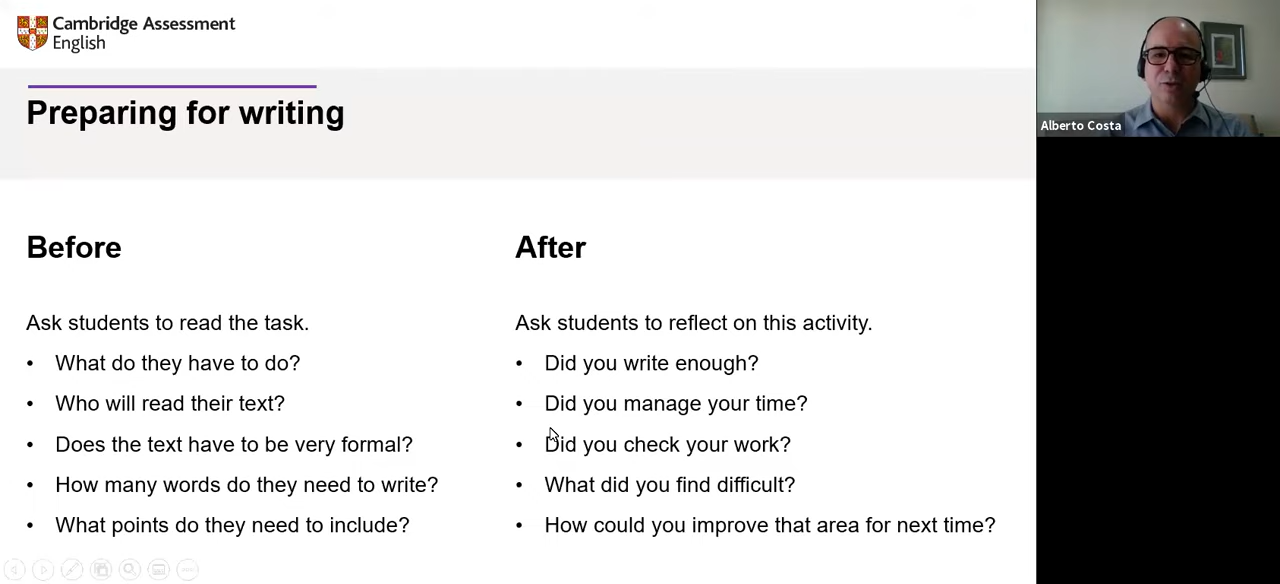 Cambridge Assessment
English
Preparing for writing
Alberto Costa
Before
Ask students to read the task.
• What do they have to do?
• Who will read their text?
• Does the text have to be very formal?
• How many words do they need to write?
• What points do they need to include?
After
Ask students to reflect on this activity.
• Did you write enough?
• Did you manage your time?
• Did you check your work?
• What did you find difficult?
• How could you improve that area for next time?